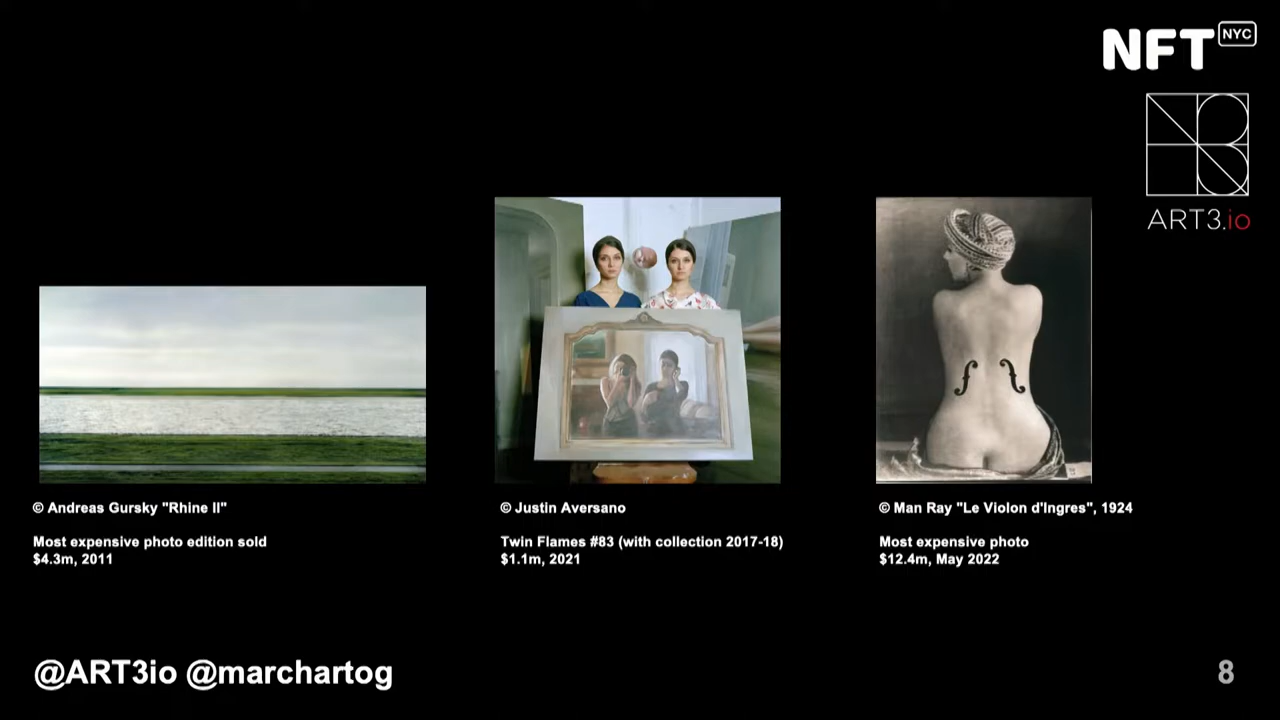 NFT NYC
ART3.io
© Andreas Gursky "Rhine II"
Most expensive photo edition sold
$4.3m, 2011
© Justin Aversano
Twin Flames #83 (with collection 2017-18)
$1.1m, 2021
© Man Ray "Le Violon d'Ingres", 1924
Most expensive photo
$12.4m, May 2022
@ART3io @marchartog
8